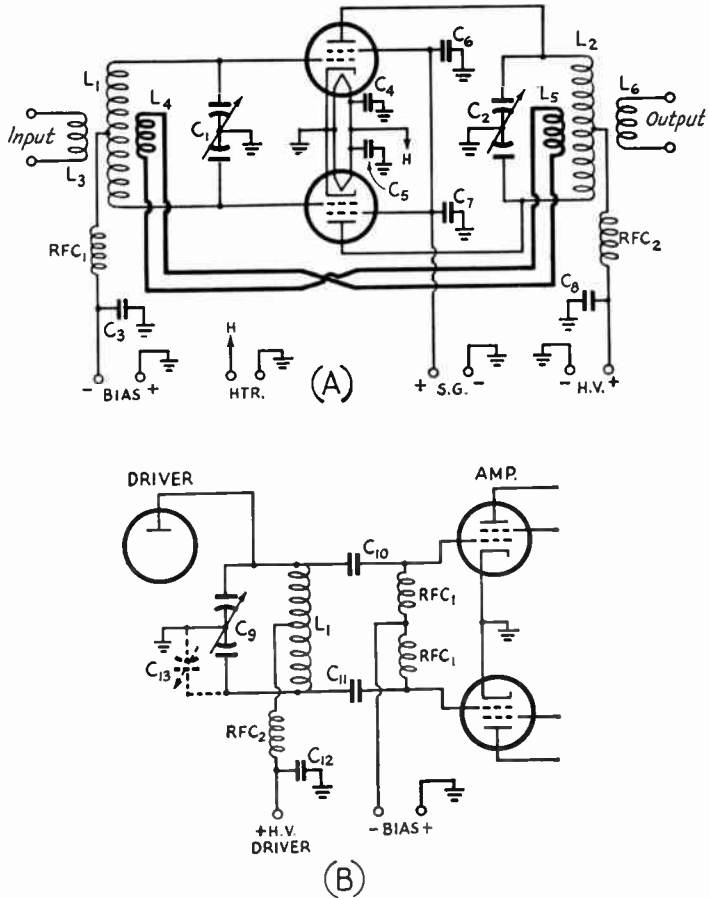 C6
L1
L2
L4
C4
L5
L6
Input
C1
C2
Output
H
L3
C5
C7
RFC1
RFC2
C3
H
C8
- BIAS +
HTR.
(A)
+ S.G. -
- H.V. +
DRIVER
AMP.
C10
RFC1
L1
C9
C13
RFC1
C11
RFC2
C12
+ H.V. DRIVER
- BIAS +
(B)